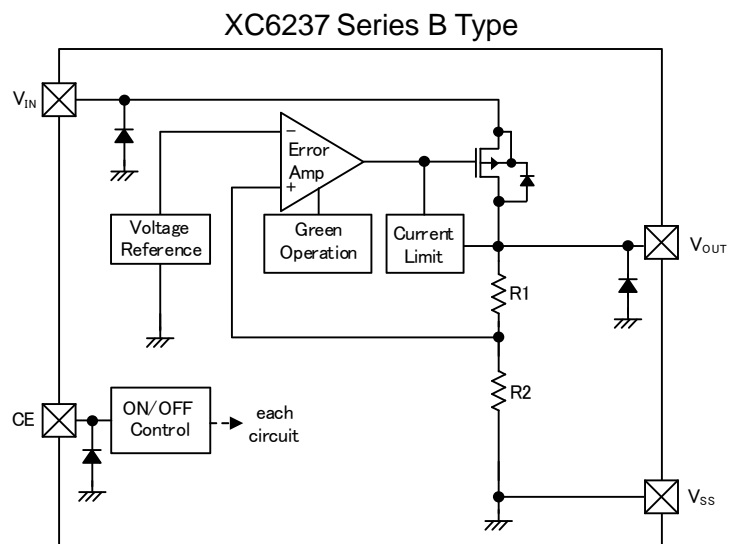 XC6237 Series B Type
VIN
−
Error
Amp
+
Voltage
Reference
Green
Operation
Current
Limit
VOUT
R1
R2
CE
ON/OFF
Control
each
circuit
VSS